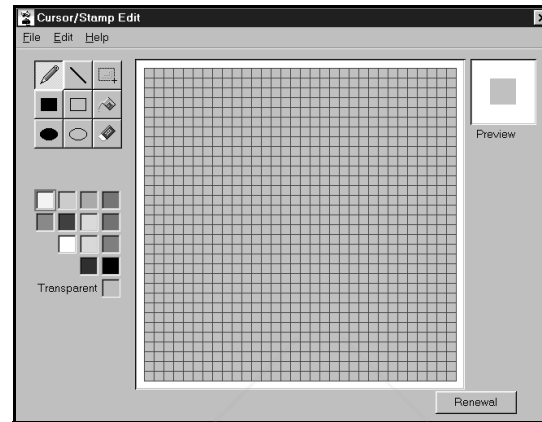 Cursor/Stamp Edit
File Edit Help
Preview
Transparent
Renewal